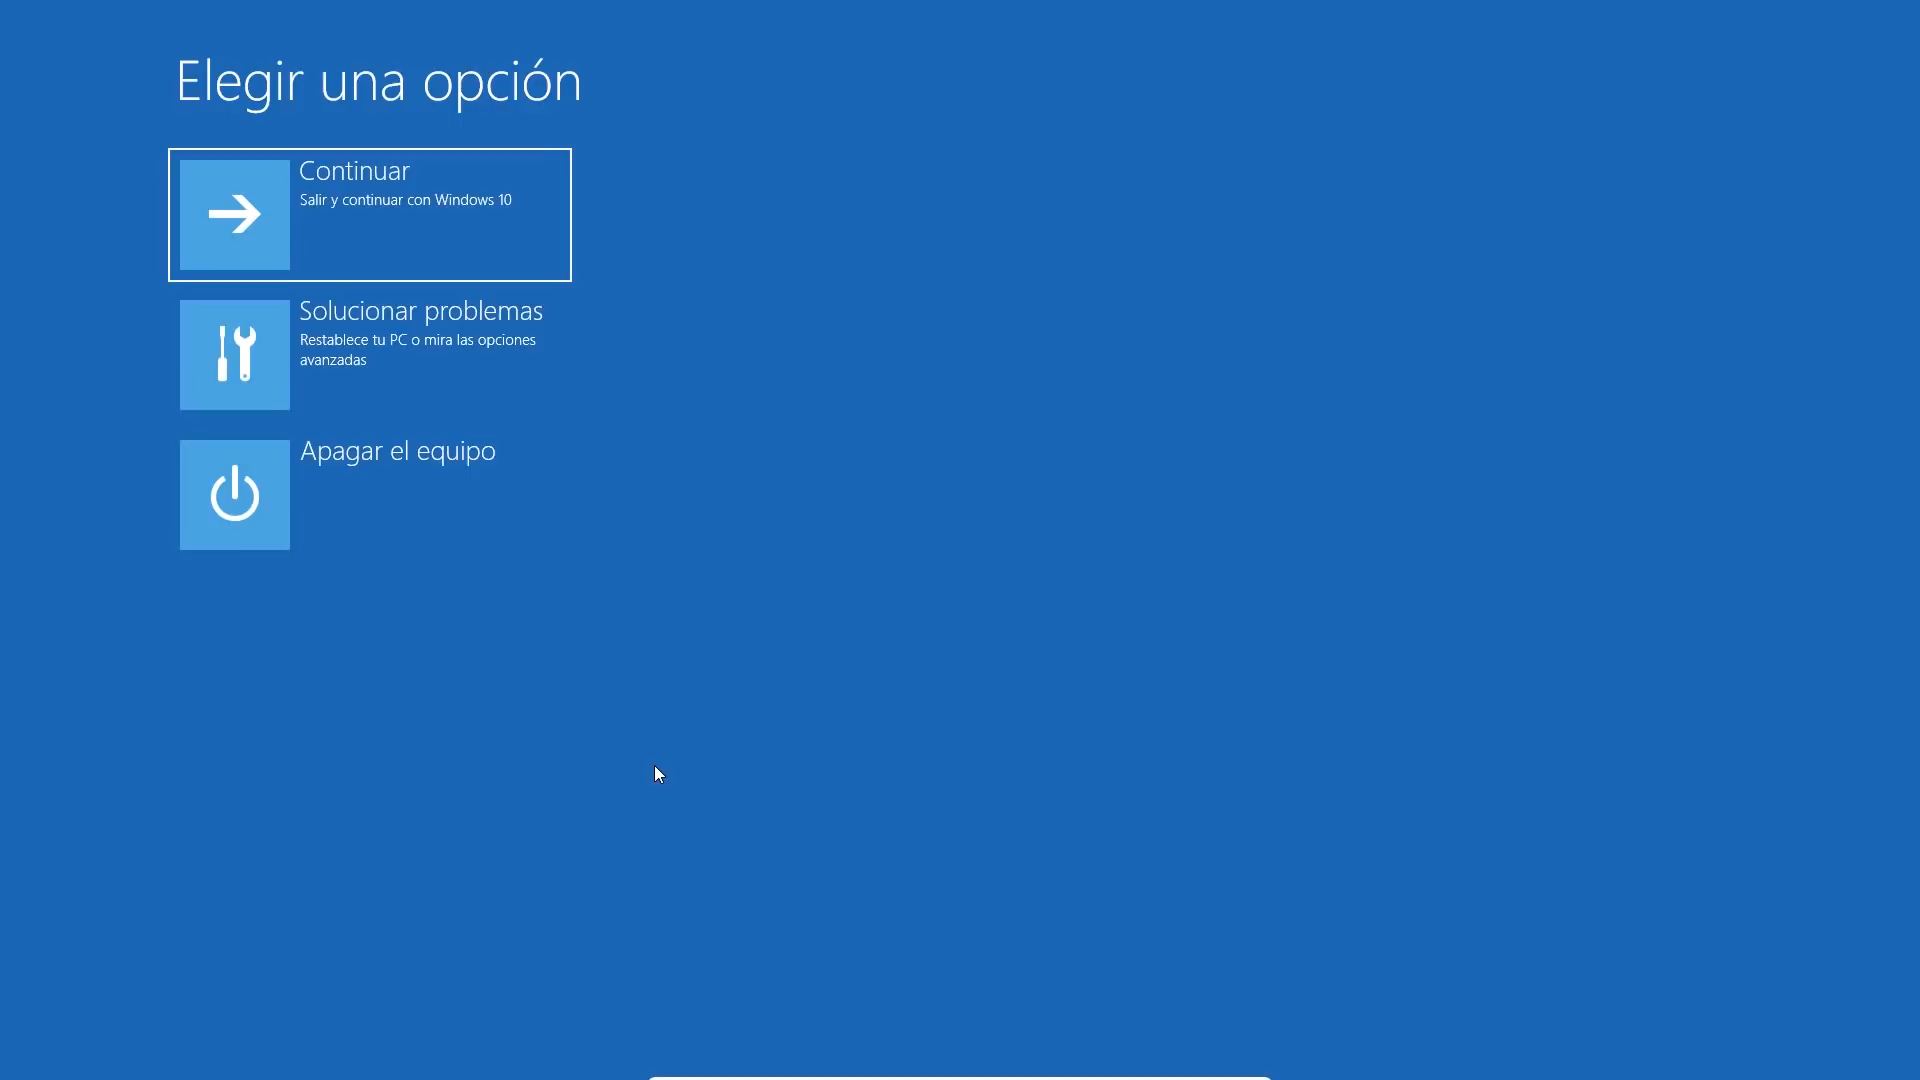 Elegir una opción
Continuar
Salir y continuar con Windows 10
Solucionar problemas
Restablece tu PC o mira las opciones
avanzadas
Apagar el equipo